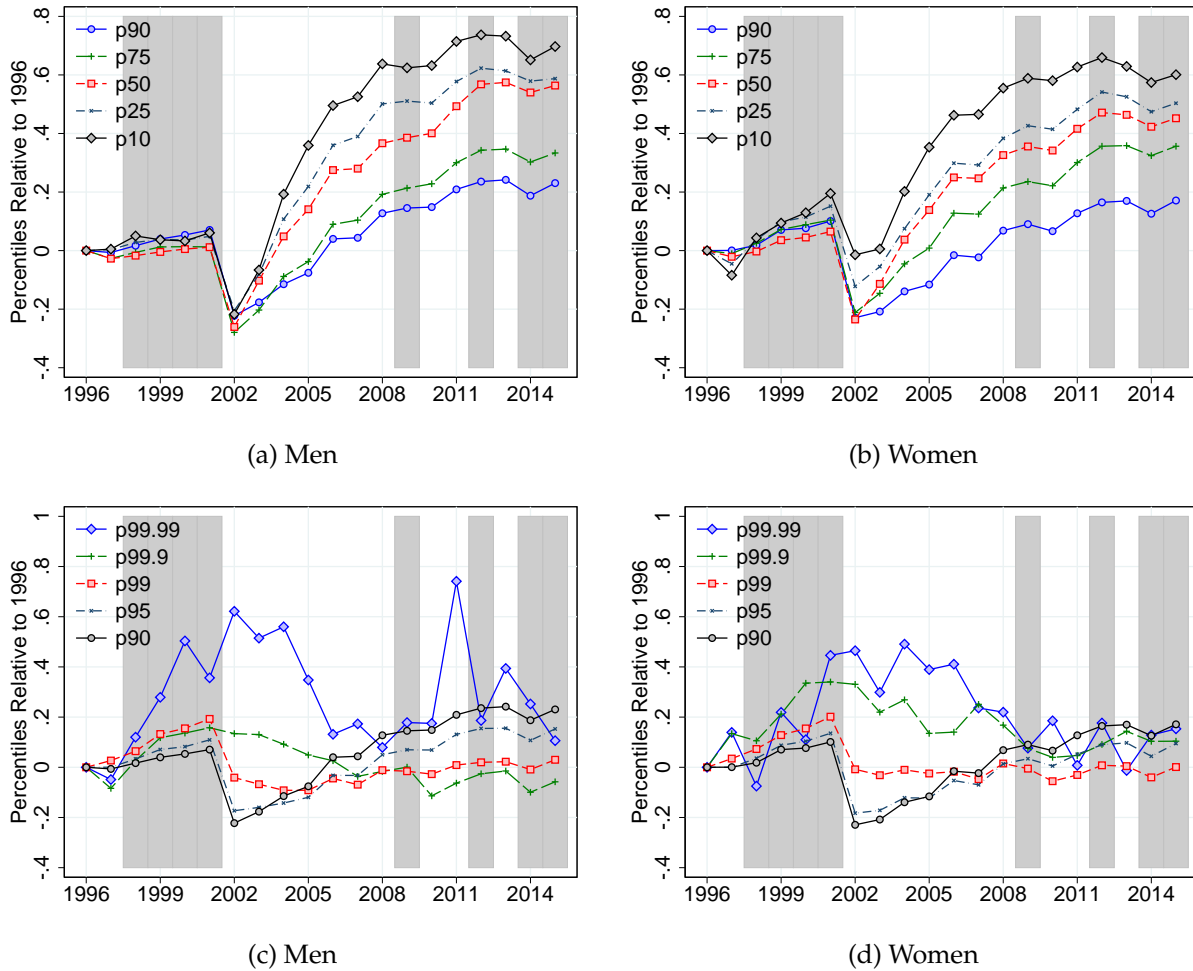 Percentiles Relative to 1996
.8
.6
.4
.2
0
-.2
-.4
p90
p75
p50
p25
p10
1996 1999 2002 2005 2008 2011 2014
(a) Men
Percentiles Relative to 1996
.8
.6
.4
.2
0
-.2
-.4
p90
p75
p50
p25
p10
1996 1999 2002 2005 2008 2011 2014
(b) Women
Percentiles Relative to 1996
1
.8
.6
.4
.2
0
-.2
-.4
p99.99
p99.9
p99
p95
p90
1996 1999 2002 2005 2008 2011 2014
(c) Men
Percentiles Relative to 1996
1
.8
.6
.4
.2
0
-.2
-.4
p99.99
p99.9
p99
p95
p90
1996 1999 2002 2005 2008 2011 2014
(d) Women